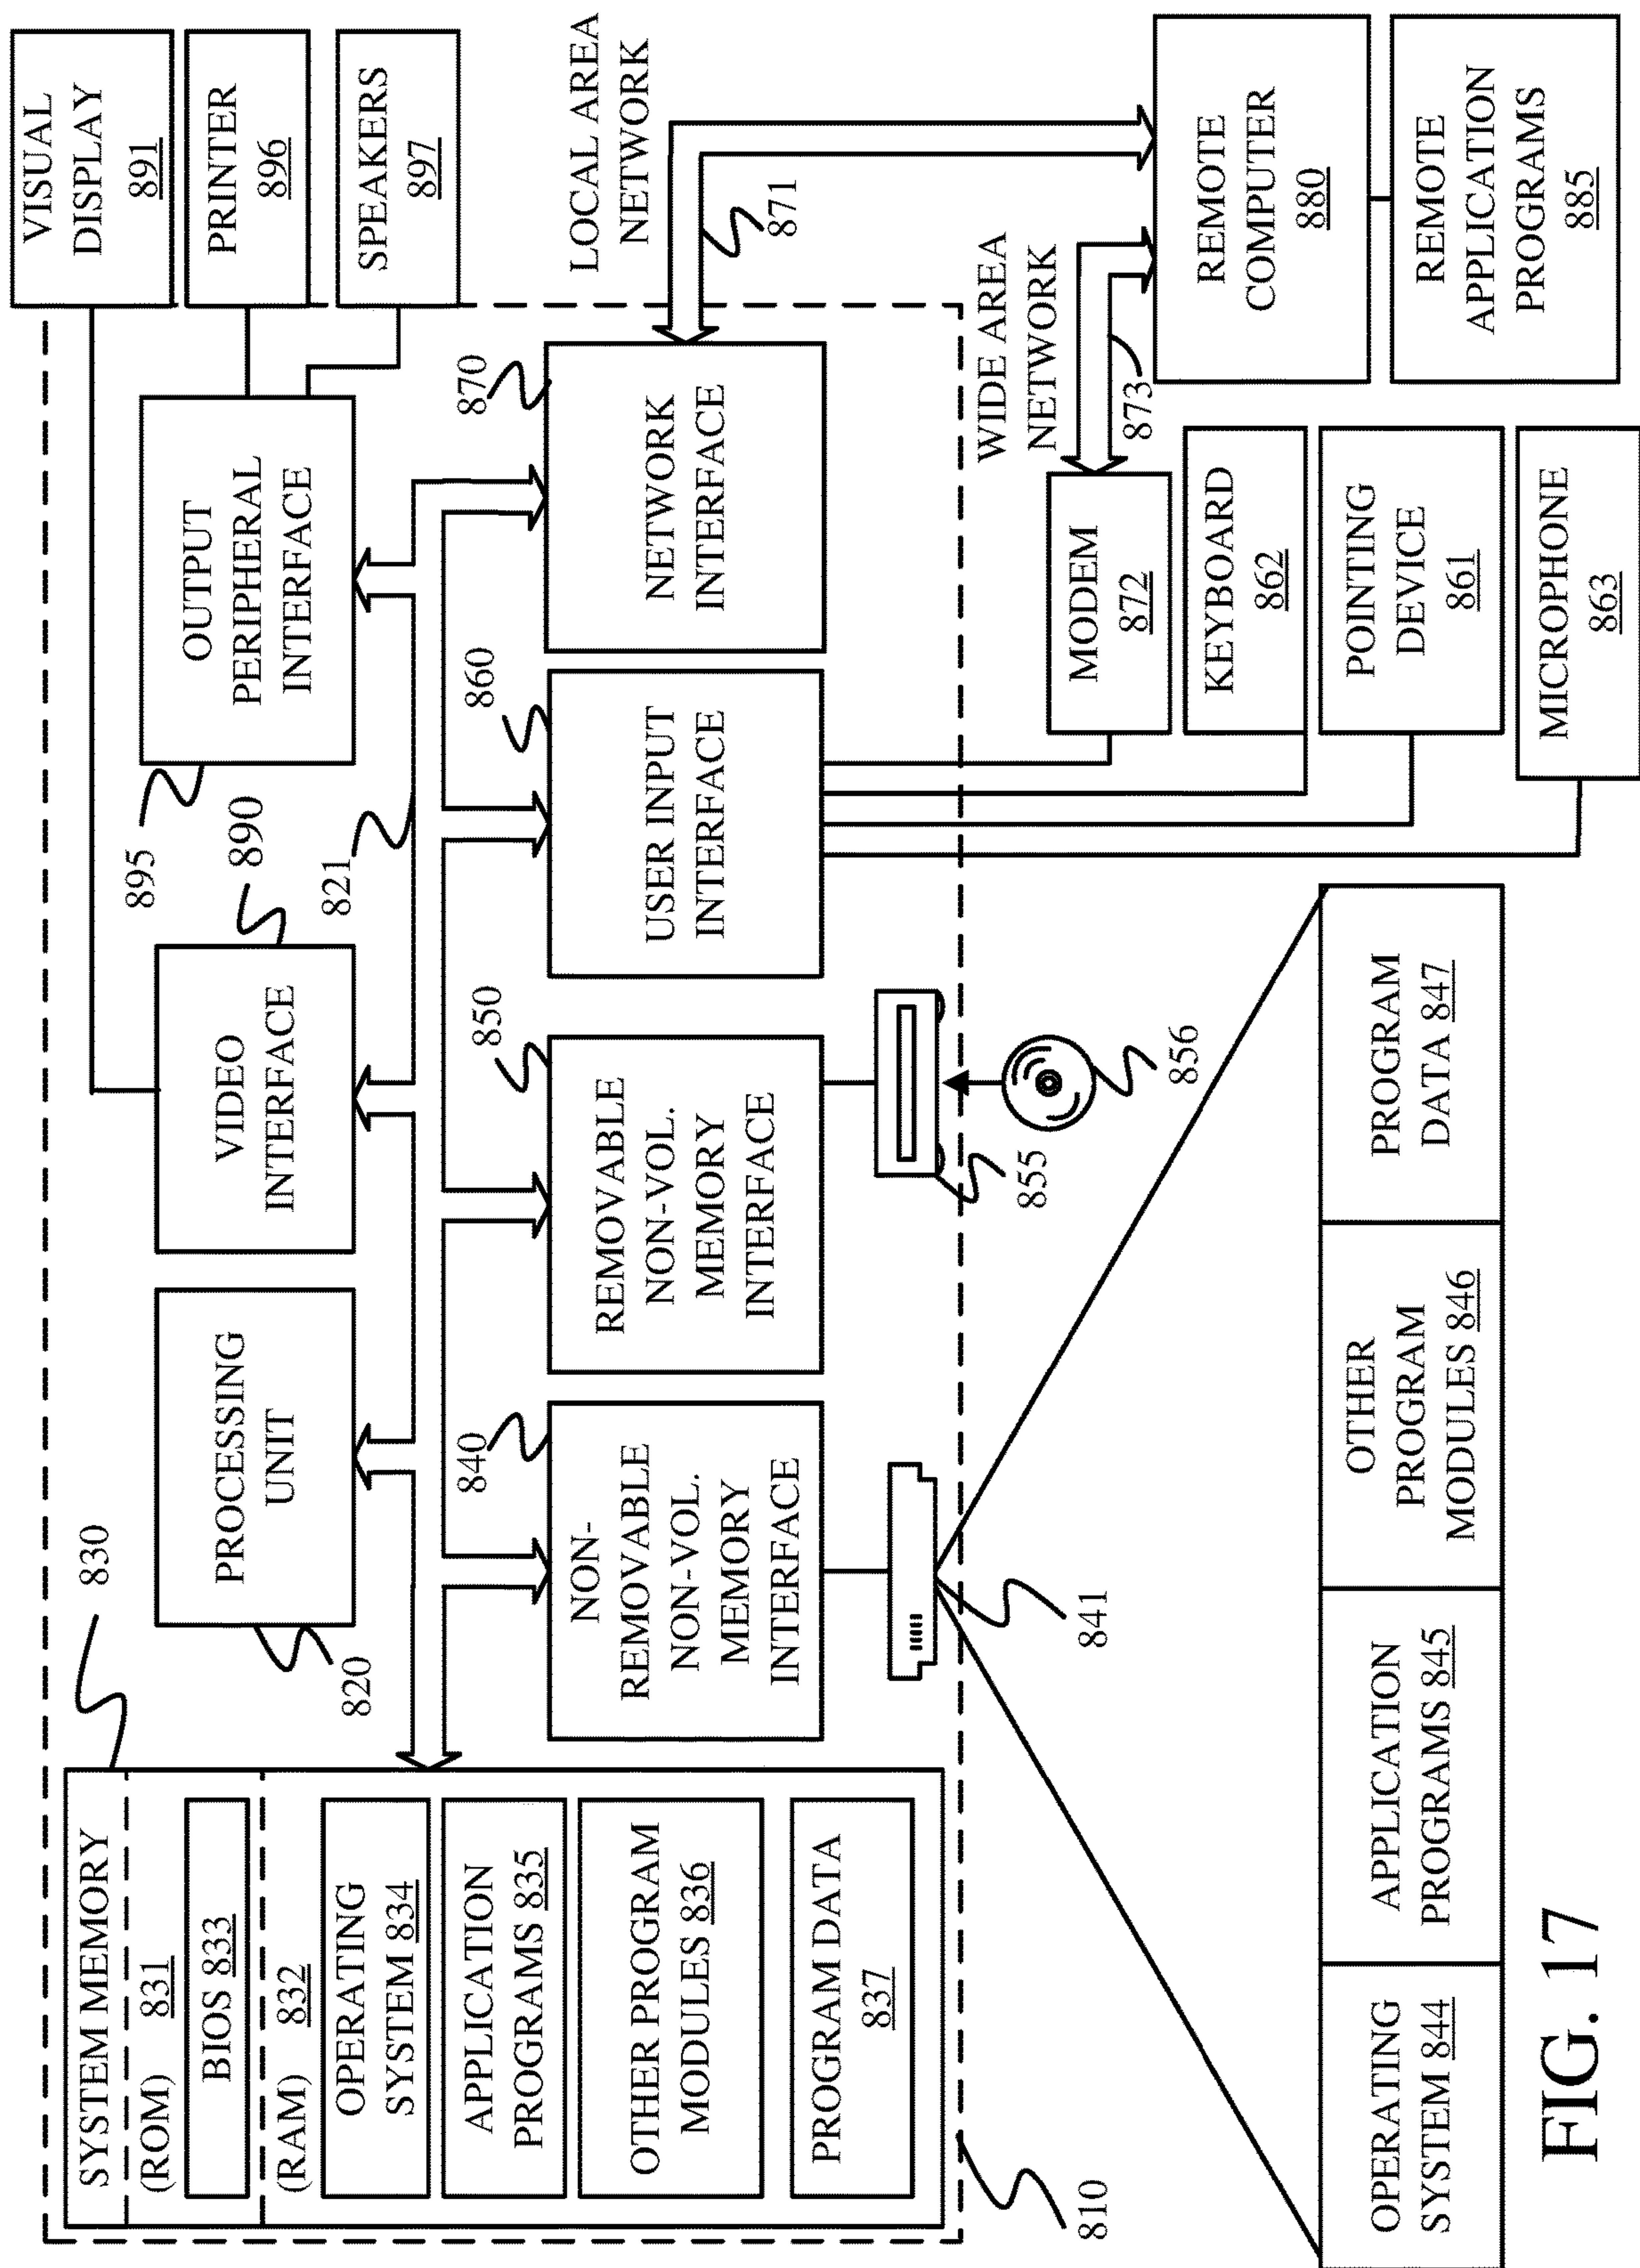 SYSTEM MEMORY
(ROM) 831
BIOS 833
(RAM) 832
OPERATING
SYSTEM 834
APPLICATION
PROGRAMS 835
OTHER PROGRAM
MODULES 836
PROGRAM DATA
837
830
810
PROCESSING
UNIT
820
VIDEO
INTERFACE
890
OUTPUT
PERIPHERAL
INTERFACE
895
821
VISUAL
DISPLAY
891
PRINTER
896
SPEAKERS
897
NON-
REMOVABLE
NON-VOL.
MEMORY
INTERFACE
840
REMOVABLE
NON-VOL.
MEMORY
INTERFACE
850
USER INPUT
INTERFACE
860
NETWORK
INTERFACE
870
LOCAL AREA
NETWORK
871
841
855
856
WIDE AREA
NETWORK
873
MODEM
872
KEYBOARD
862
POINTING
DEVICE
861
MICROPHONE
863
REMOTE
COMPUTER
880
REMOTE
APPLICATION
PROGRAMS
885
OPERATING
SYSTEM 844
APPLICATION
PROGRAMS 845
OTHER
PROGRAM
MODULES 846
PROGRAM
DATA 847
FIG. 17